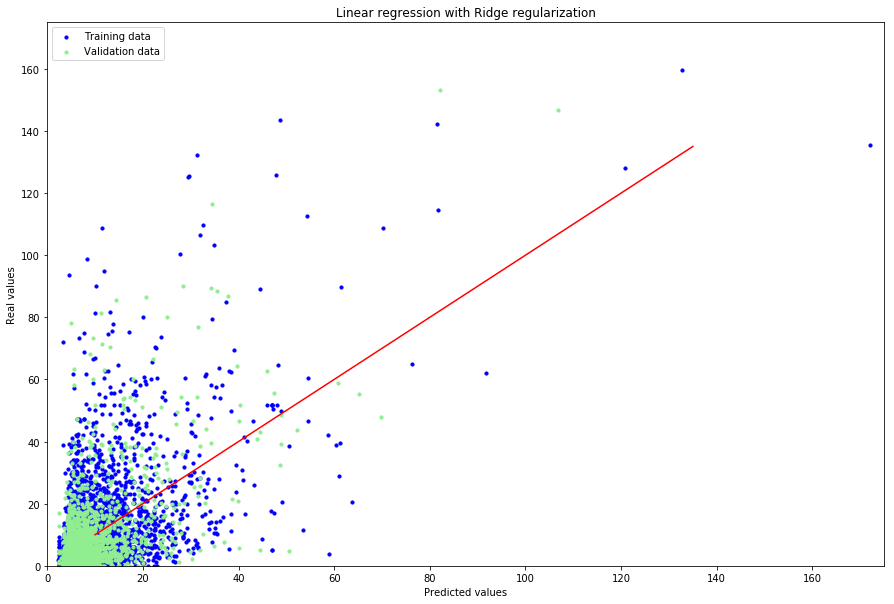 Linear regression with Ridge regularization
Training data
Validation data
160
140
120
100
80
60
40
20
0
Real values
0 20 40 60 80 100 120 140 160
Predicted values